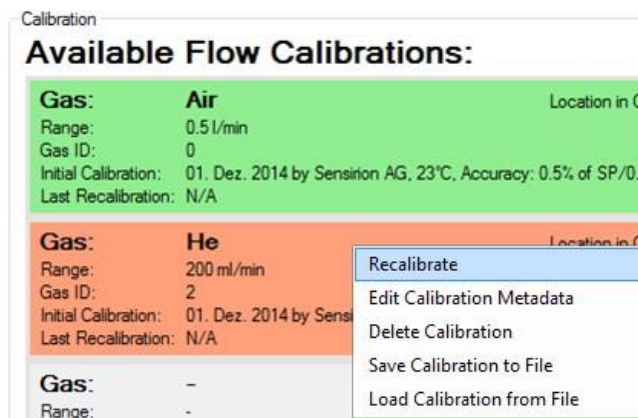 Calibration
Available Flow Calibrations:
Gas: Air Location in
Range: 0.5 l/min
Gas ID: 0
Initial Calibration: 01. Dez. 2014 by Sensirion AG, 23°C, Accuracy: 0.5% of SP/0.
Last Recalibration: N/A
Gas: He Location in
Range: 200 ml/min
Gas ID: 2
Initial Calibration: 01. Dez. 2014 by Sensi
Last Recalibration: N/A
Recalibrate
Edit Calibration Metadata
Delete Calibration
Save Calibration to File
Load Calibration from File
Gas: –
Range: -